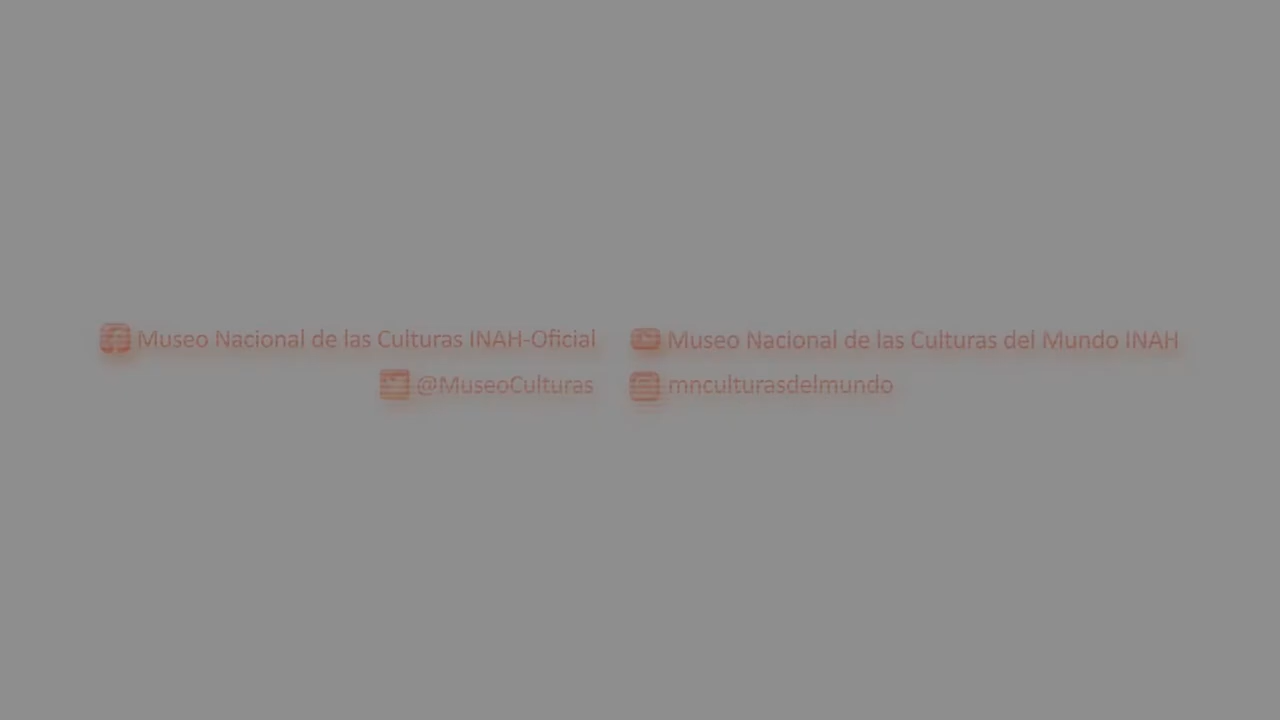 Museo Nacional de las Culturas INAH-Oficial
Museo Nacional de las Culturas del Mundo INAH
@MuseoCulturas
mnculturasdelmundo